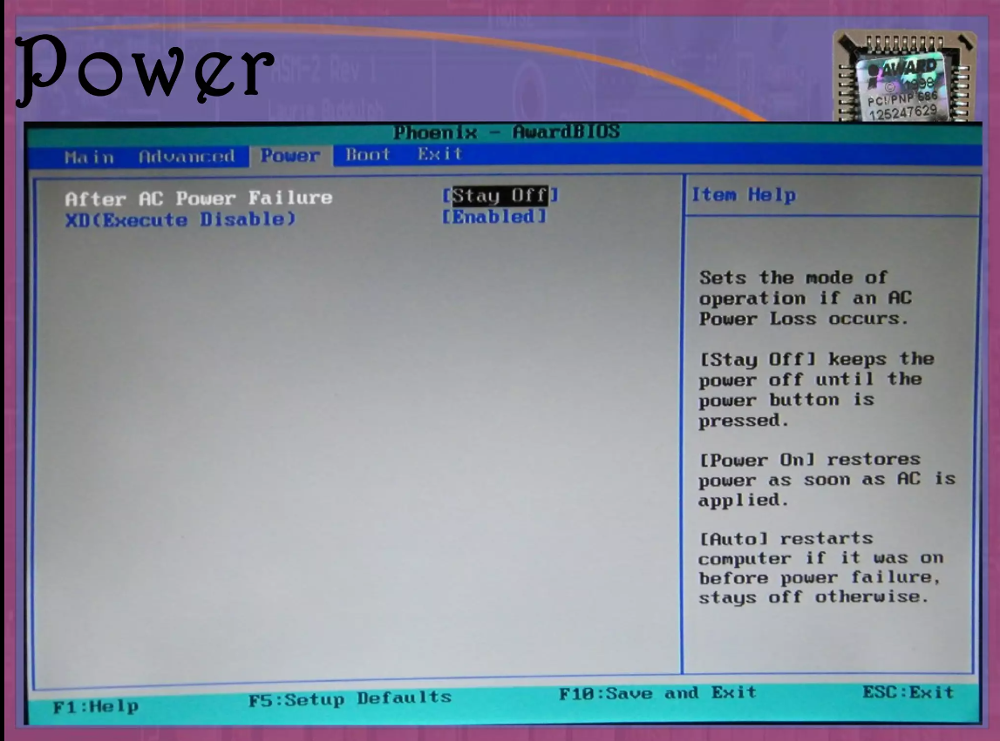 Power
AWARD
© 1998
PCI/PNP 686
125247629
Phoenix - AwardBIOS
Main Advanced Power Boot Exit
After AC Power Failure [Stay Off]
XD(Execute Disable) [Enabled]
Item Help
Sets the mode of
operation if an AC
Power Loss occurs.
[Stay Off] keeps the
power off until the
power button is
pressed.
[Power On] restores
power as soon as AC is
applied.
[Auto] restarts
computer if it was on
before power failure,
stays off otherwise.
F1:Help F5:Setup Defaults F10:Save and Exit ESC:Exit